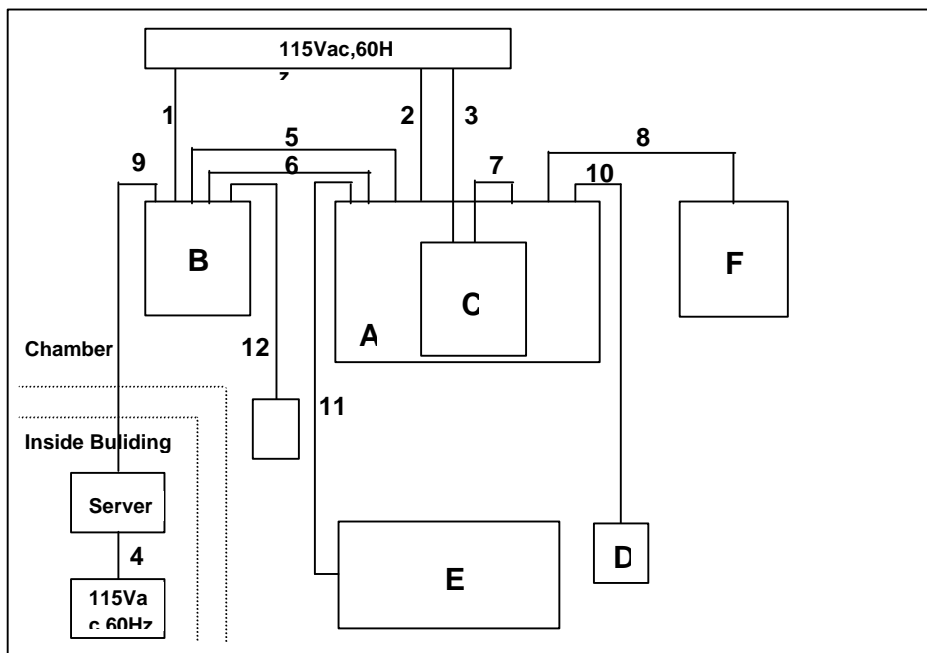 115Vac,60H
z
1
2
3
5
8
9
6
7
10
B
F
C
A
12
Chamber
11
Inside Buliding
Server
4
E
D
115Va
c,60Hz